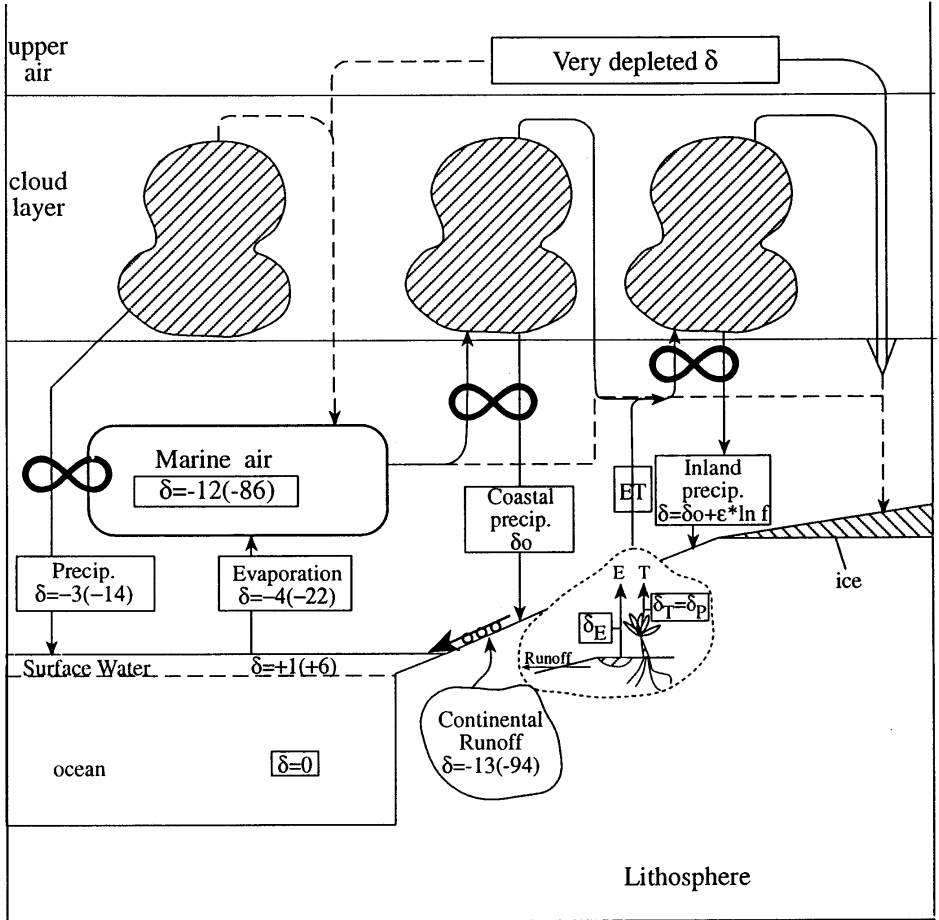 upper
air
Very depleted δ
cloud
layer
Marine air
δ=-12(-86)
Coastal
precip.
δo
ET
Inland
precip.
δ=δo+ε*ln f
ice
Precip.
δ=-3(-14)
Evaporation
δ=-4(-22)
E T
δE
δT=δP
Runoff
Surface Water
δ=+1(+6)
Continental
Runoff
δ=-13(-94)
ocean
δ=0
Lithosphere